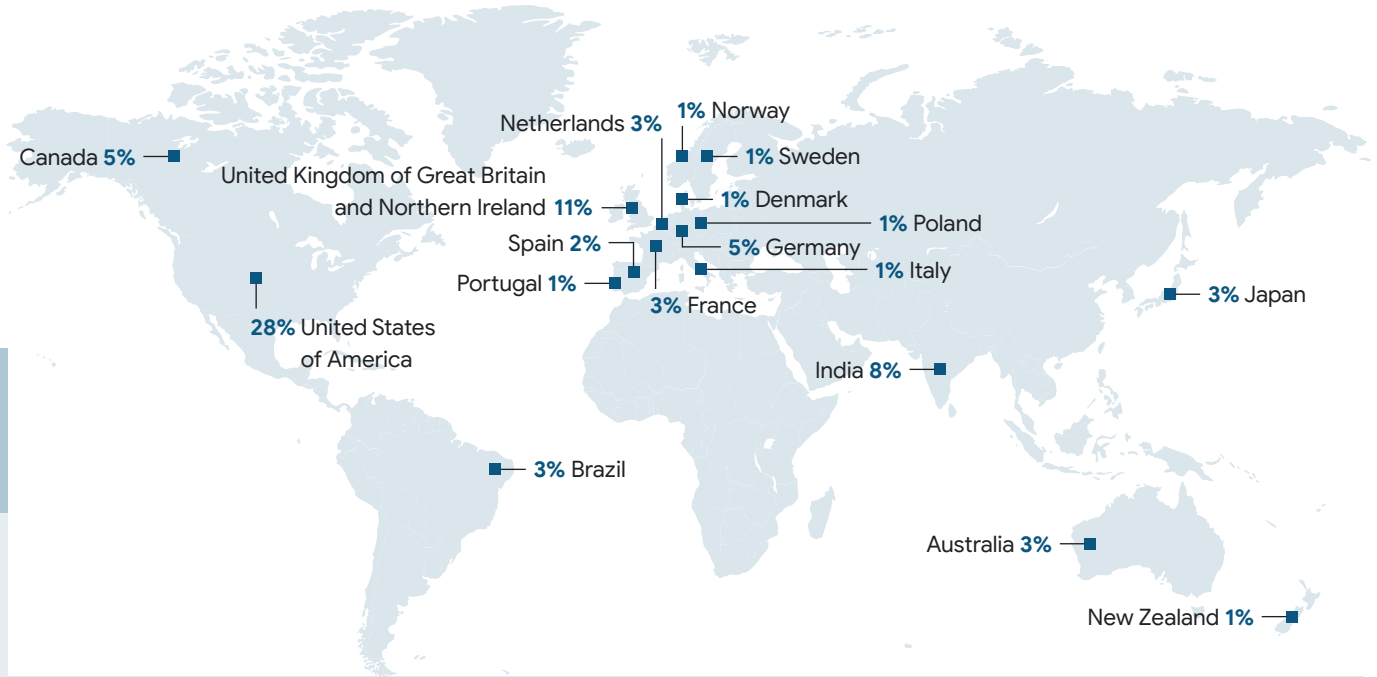 1% Norway
Netherlands 3%
Canada 5%
1% Sweden
United Kingdom of Great Britain
and Northern Ireland 11%
1% Denmark
1% Poland
Spain 2%
5% Germany
1% Italy
Portugal 1%
3% France
3% Japan
28% United States
of America
India 8%
3% Brazil
Australia 3%
New Zealand 1%